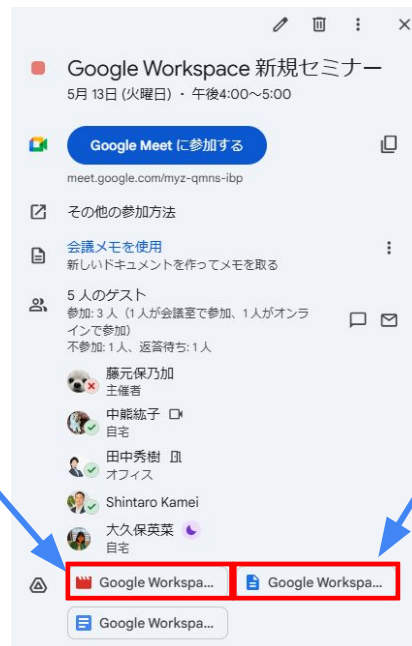 Google Workspace 新規セミナー
5月 13日 (火曜日) ・ 午後4:00～5:00
Google Meet に参加する
meet.google.com/myz-qmns-ibp
その他の参加方法
会議メモを使用
新しいドキュメントを作ってメモを取る
5 人のゲスト
参加: 3 人（1 人が会議室で参加、1 人がオンラ
インで参加）
不参加: 1 人、返答待ち: 1 人
藤元保乃加
主催者
中熊紘子
自宅
田中秀樹
オフィス
Shintaro Kamei
大久保英菜
自宅
Google Workspa...
Google Workspa...
Google Workspa...